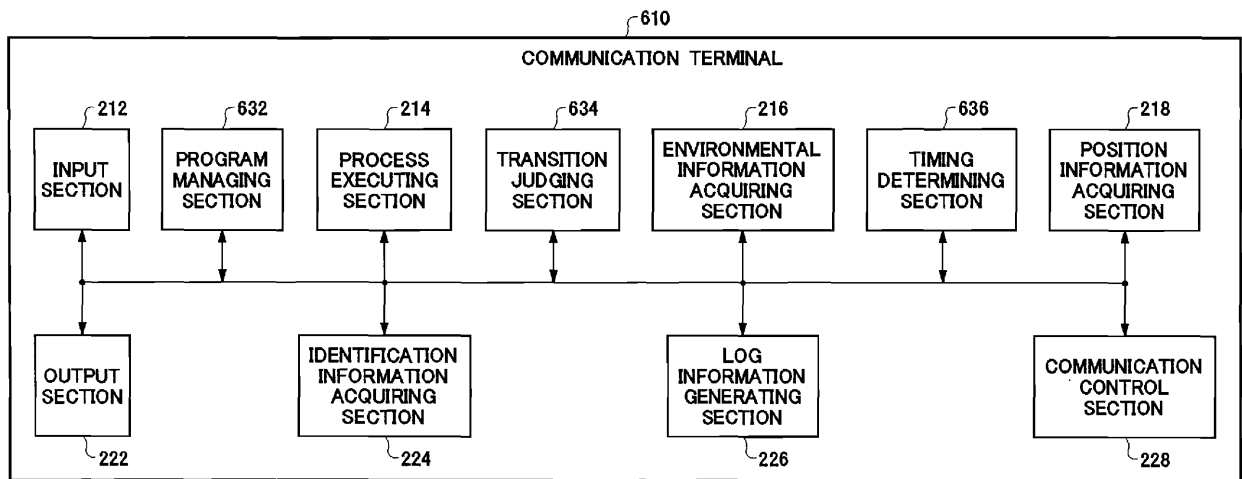 610
COMMUNICATION TERMINAL
212
632
214
634
216
636
218
INPUT
SECTION
PROGRAM
MANAGING
SECTION
PROCESS
EXECUTING
SECTION
TRANSITION
JUDGING
SECTION
ENVIRONMENTAL
INFORMATION
ACQUIRING
SECTION
TIMING
DETERMINING
SECTION
POSITION
INFORMATION
ACQUIRING
SECTION
OUTPUT
SECTION
IDENTIFICATION
INFORMATION
ACQUIRING
SECTION
LOG
INFORMATION
GENERATING
SECTION
COMMUNICATION
CONTROL
SECTION
222
224
226
228